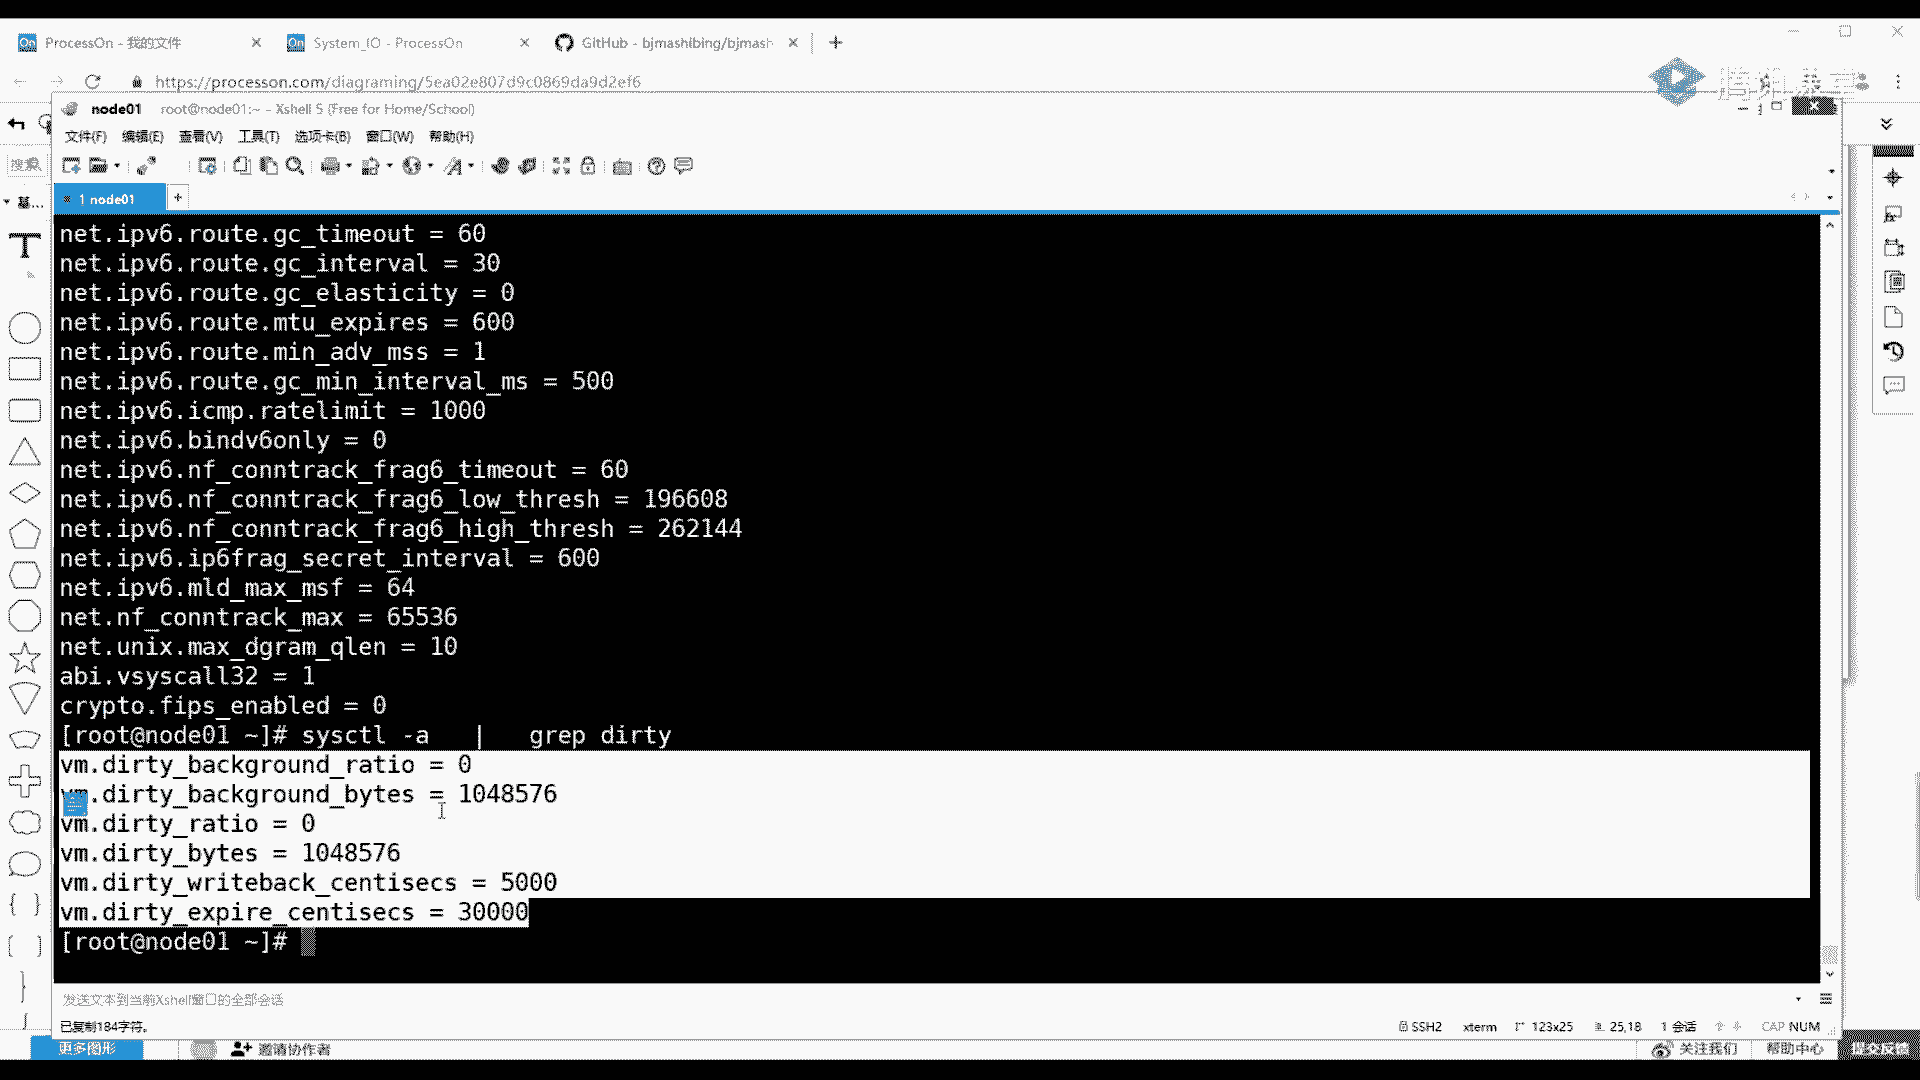 ProcessOn - 我的文件
System_IO - ProcessOn
GitHub - bjmashibing/bjmash
https://processon.com/diagraming/5ea02e807d9c0869da9d2ef6
node01 root@node01:~ - Xshell 5 (Free for Home/School)
文件(F) 编辑(E) 查看(V) 工具(T) 选项卡(B) 窗口(W) 帮助(H)
搜索
1 node01
net.ipv6.route.gc_timeout = 60
net.ipv6.route.gc_interval = 30
net.ipv6.route.gc_elasticity = 0
net.ipv6.route.mtu_expires = 600
net.ipv6.route.min_adv_mss = 1
net.ipv6.route.gc_min_interval_ms = 500
net.ipv6.icmp.ratelimit = 1000
net.ipv6.bindv6only = 0
net.ipv6.nf_conntrack_frag6_timeout = 60
net.ipv6.nf_conntrack_frag6_low_thresh = 196608
net.ipv6.nf_conntrack_frag6_high_thresh = 262144
net.ipv6.ip6frag_secret_interval = 600
net.ipv6.mld_max_msf = 64
net.nf_conntrack_max = 65536
net.unix.max_dgram_qlen = 10
abi.vsyscall32 = 1
crypto.fips_enabled = 0
[root@node01 ~]# sysctl -a | grep dirty
vm.dirty_background_ratio = 0
vm.dirty_background_bytes = 1048576
vm.dirty_ratio = 0
vm.dirty_bytes = 1048576
vm.dirty_writeback_centisecs = 5000
vm.dirty_expire_centisecs = 30000
[root@node01 ~]#
发送文本到当前Xshell窗口的全部会话
已复制184字符。 SSH2 xterm 123x25 25,18 1 会话 CAP NUM
更多图形 邀请协作者 关注我们 帮助中心 提交反馈